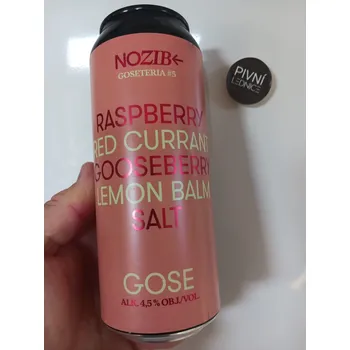 NOZIB←
GOSETERIA #5
PIVNÍ
LEDNICE
RASPBERRY
RED CURRANT
GOOSEBERRY
LEMON BALM
SALT
GOSE
ALK. 4,5 % OBJ./VOL.